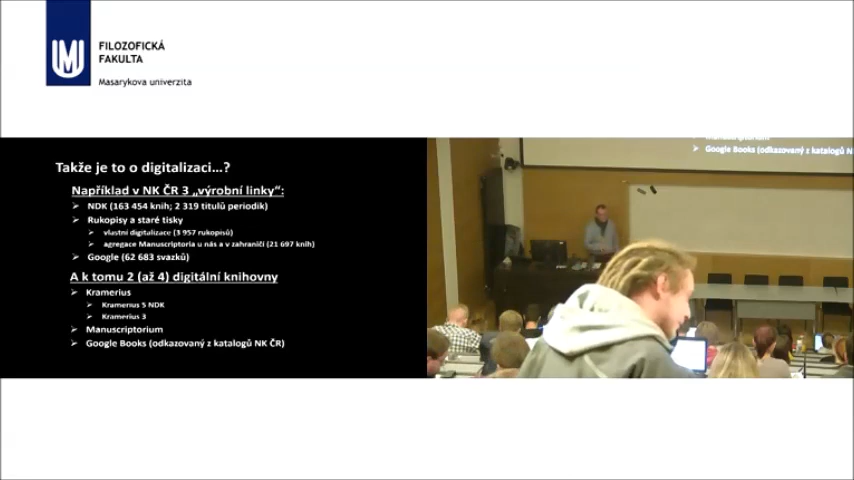 FILOZOFICKÁ
FAKULTA
Masarykova univerzita
Takže je to o digitalizaci…?
Například v NK ČR 3 „výrobní linky“:
NDK (163 454 knih; 2 319 titulů periodik)
Rukopisy a staré tisky
vlastní digitalizace (3 957 rukopisů)
agregace Manuscriptoria u nás a v zahraničí (21 697 knih)
Google (62 683 svazků)
A k tomu 2 (až 4) digitální knihovny
Kramerius
Kramerius 5 NDK
Kramerius 3
Manuscriptorium
Google Books (odkazovaný z katalogů NK ČR)
Google Books (odkazovaný z katalogů N